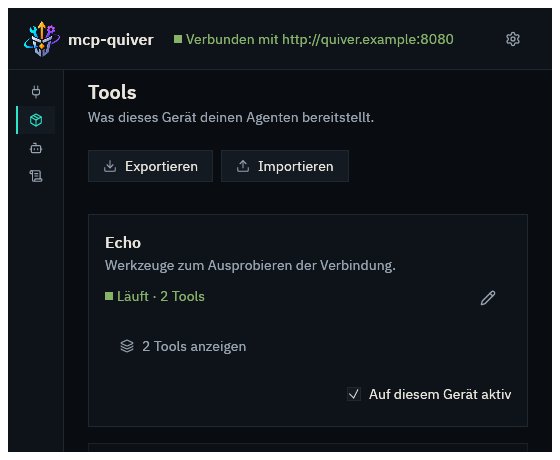 mcp-quiver
Verbunden mit http://quiver.example:8080
Tools
Was dieses Gerät deinen Agenten bereitstellt.
Exportieren
Importieren
Echo
Werkzeuge zum Ausprobieren der Verbindung.
Läuft · 2 Tools
2 Tools anzeigen
Auf diesem Gerät aktiv